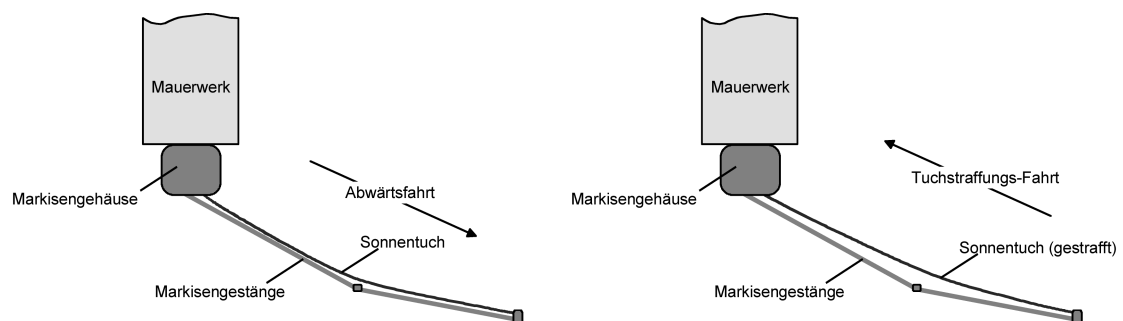 Mauerwerk
Markisengehäuse
Abwärtsfahrt
Sonnentuch
Markisengestänge
Mauerwerk
Markisengehäuse
Tuchstraffungs-Fahrt
Sonnentuch (gestrafft)
Markisengestänge